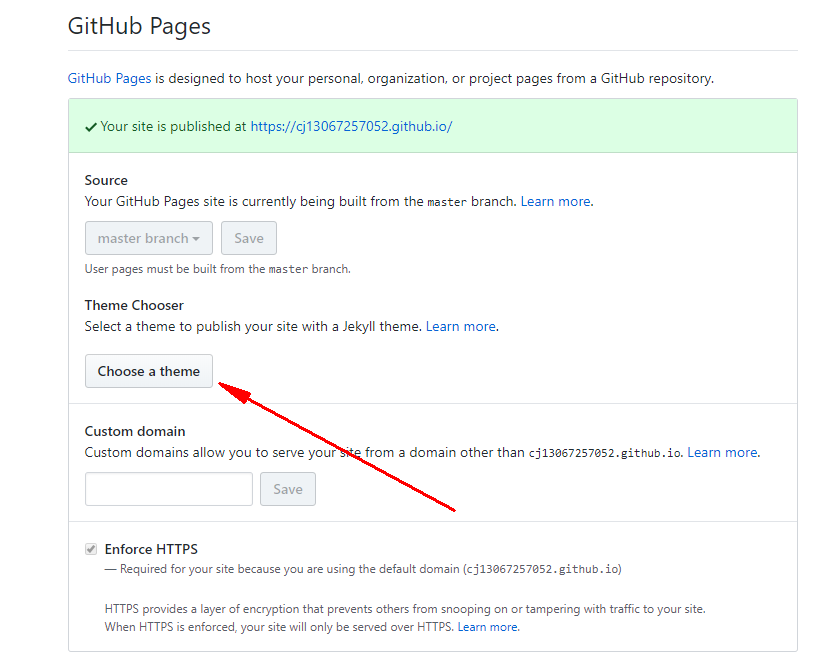 GitHub Pages
GitHub Pages is designed to host your personal, organization, or project pages from a GitHub repository.
Your site is published at https://cj13067257052.github.io/
Source
Your GitHub Pages site is currently being built from the master branch. Learn more.
master branch Save
User pages must be built from the master branch.
Theme Chooser
Select a theme to publish your site with a Jekyll theme. Learn more.
Choose a theme
Custom domain
Custom domains allow you to serve your site from a domain other than cj13067257052.github.io. Learn more.
Save
Enforce HTTPS
— Required for your site because you are using the default domain (cj13067257052.github.io)
HTTPS provides a layer of encryption that prevents others from snooping on or tampering with traffic to your site.
When HTTPS is enforced, your site will only be served over HTTPS. Learn more.